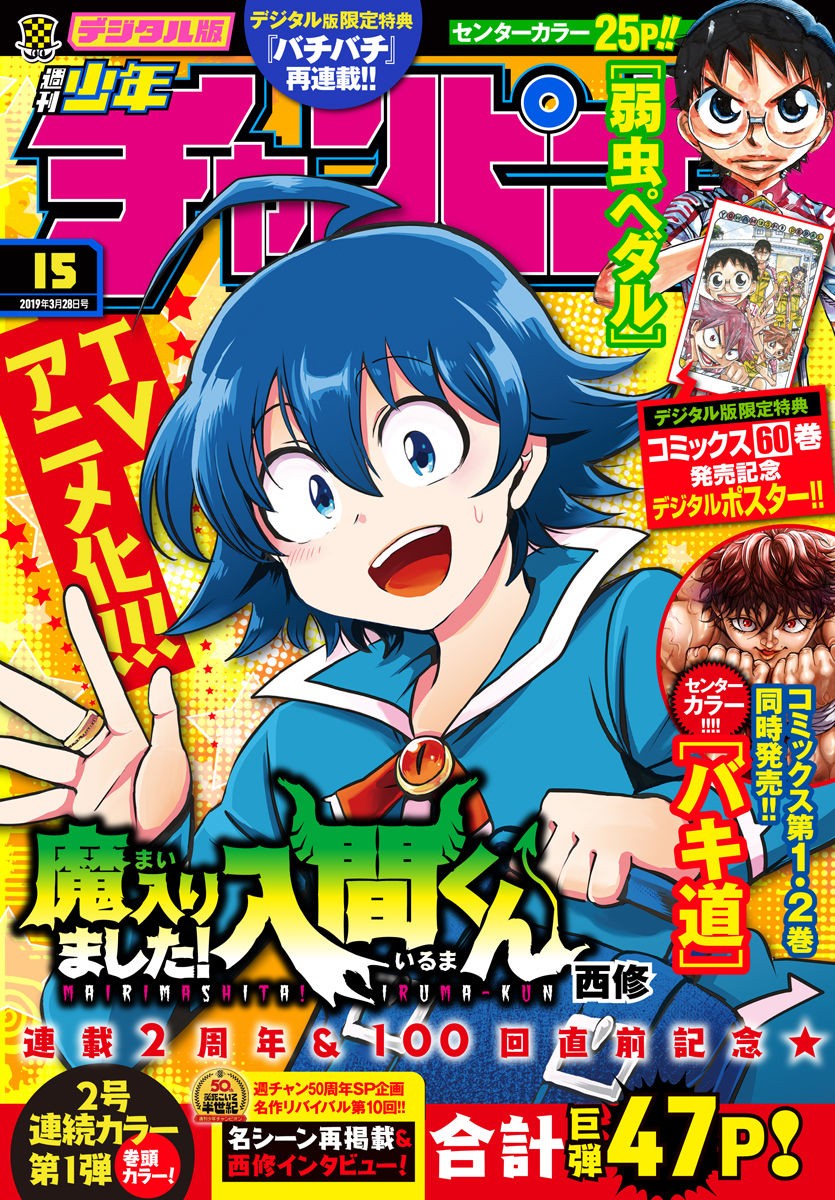 デジタル版
デジタル版限定特典
『バチバチ』
再連載!!
センターカラー25P!!
[弱虫ペダル]
週刊
少年
チャンピ
15
2019年3月28日号
TV
アニメ化!!!
デジタル版限定特典
コミックス60巻
発売記念
デジタルポスター!!
センター
カラー!!!!
[バキ道]
コミックス第1・2巻
同時発売!!
魔入り
まい
ました!
入間くん
いるま
MAIRIMASHITA! IRUMA-KUN
西修
連載2周年&100回直前記念★
2号
連続カラー
第1弾
巻頭
カラー!
50th
半世紀
週チャン50周年SP企画
名作リバイバル第10回!!
名シーン再掲載&
西修インタビュー!
合計
巨弾
47P!